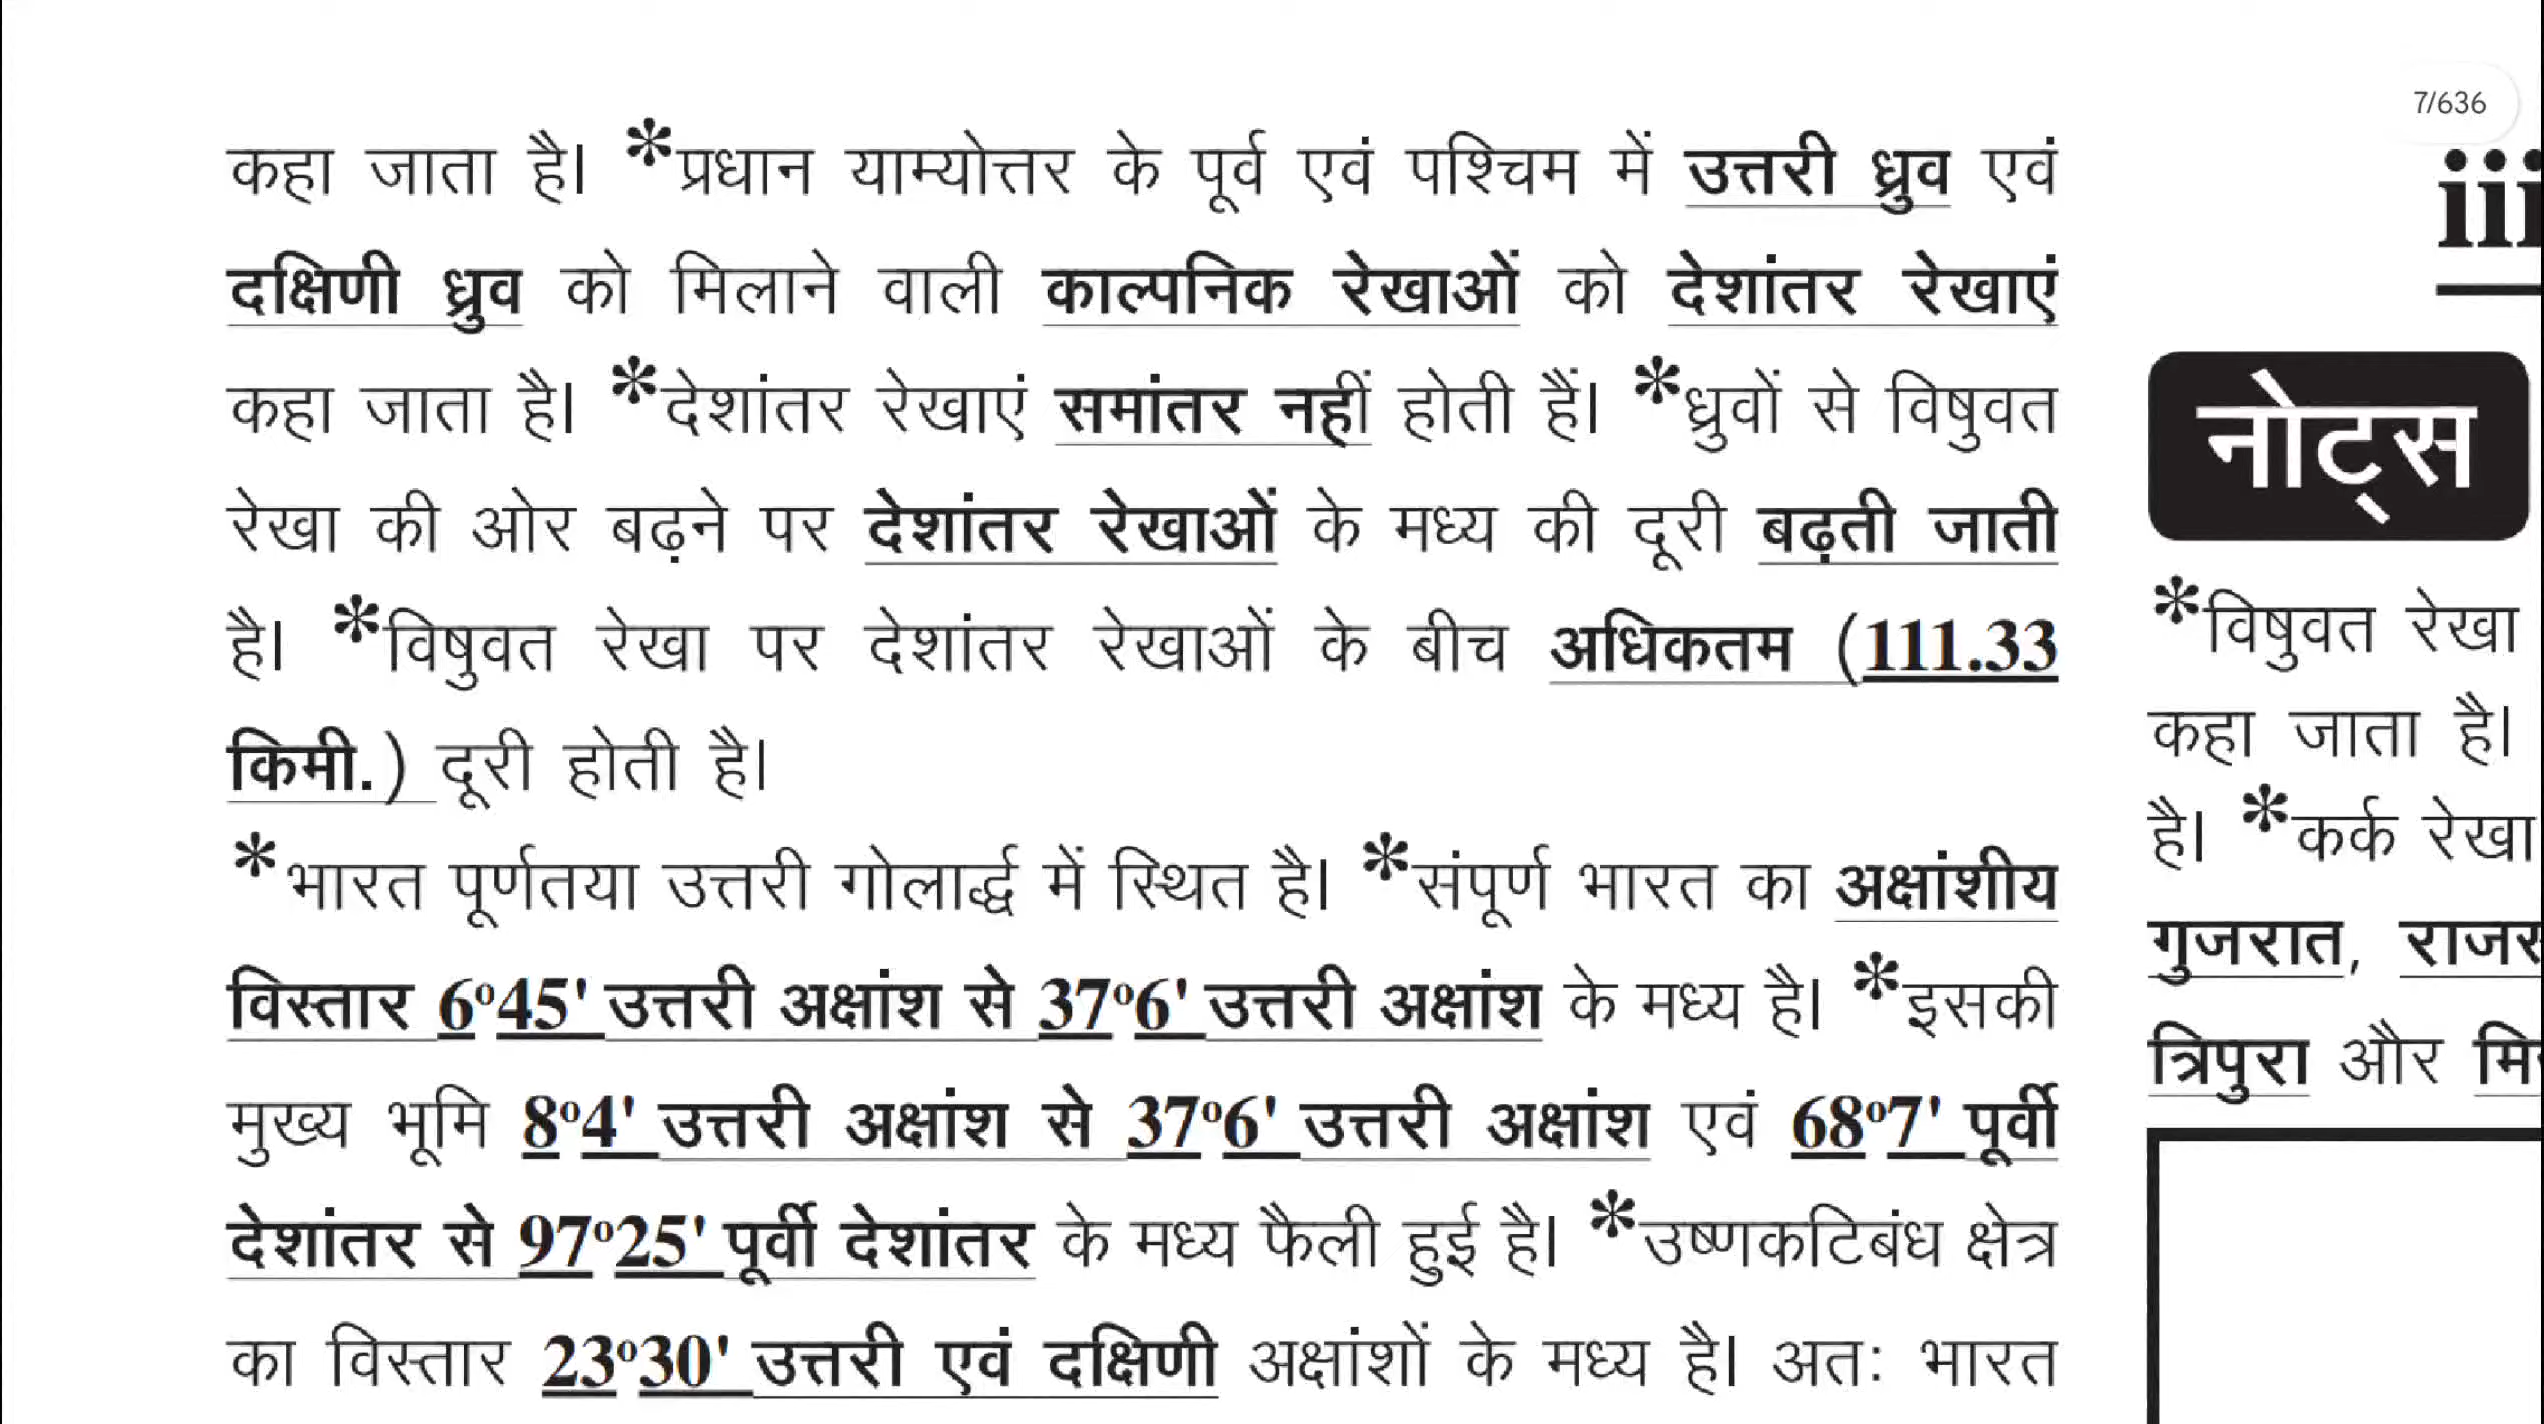 7/636
कहा जाता है। *प्रधान याम्योत्तर के पूर्व एवं पश्चिम में उत्तरी ध्रुव एवं
दक्षिणी ध्रुव को मिलाने वाली काल्पनिक रेखाओं को देशांतर रेखाएं
कहा जाता है। *देशांतर रेखाएं समांतर नहीं होती हैं। *ध्रुवों से विषुवत
रेखा की ओर बढ़ने पर देशांतर रेखाओं के मध्य की दूरी बढ़ती जाती
है। *विषुवत रेखा पर देशांतर रेखाओं के बीच अधिकतम (111.33
किमी.) दूरी होती है।
*भारत पूर्णतया उत्तरी गोलार्द्ध में स्थित है। *संपूर्ण भारत का अक्षांशीय
विस्तार 6°45' उत्तरी अक्षांश से 37°6' उत्तरी अक्षांश के मध्य है। *इसकी
मुख्य भूमि 8°4' उत्तरी अक्षांश से 37°6' उत्तरी अक्षांश एवं 68°7' पूर्वी
देशांतर से 97°25' पूर्वी देशांतर के मध्य फैली हुई है। *उष्णकटिबंध क्षेत्र
का विस्तार 23°30' उत्तरी एवं दक्षिणी अक्षांशों के मध्य है। अतः भारत
iii
नोट्स
*विषुवत रेखा
कहा जाता है।
है। *कर्क रेखा
गुजरात,
त्रिपुरा और